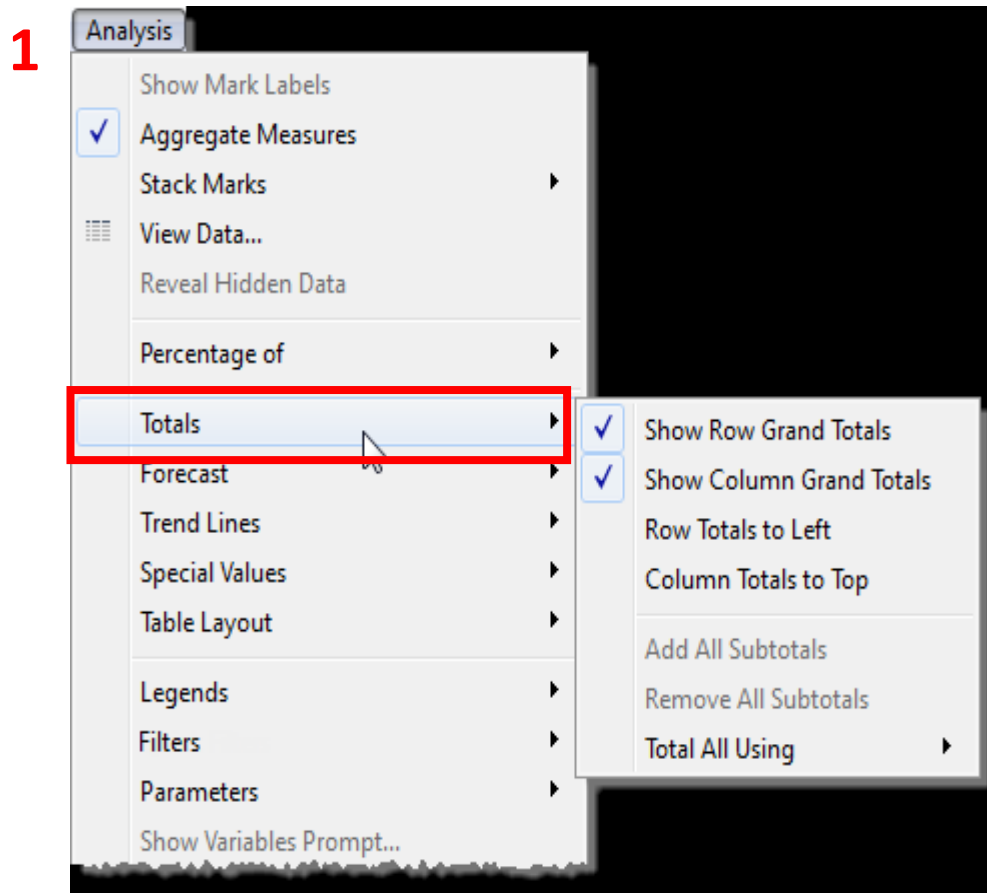 1
Analysis
Show Mark Labels
Aggregate Measures
Stack Marks
View Data...
Reveal Hidden Data
Percentage of
Totals
Forecast
Trend Lines
Special Values
Table Layout
Legends
Filters
Parameters
Show Variables Prompt...
Show Row Grand Totals
Show Column Grand Totals
Row Totals to Left
Column Totals to Top
Add All Subtotals
Remove All Subtotals
Total All Using